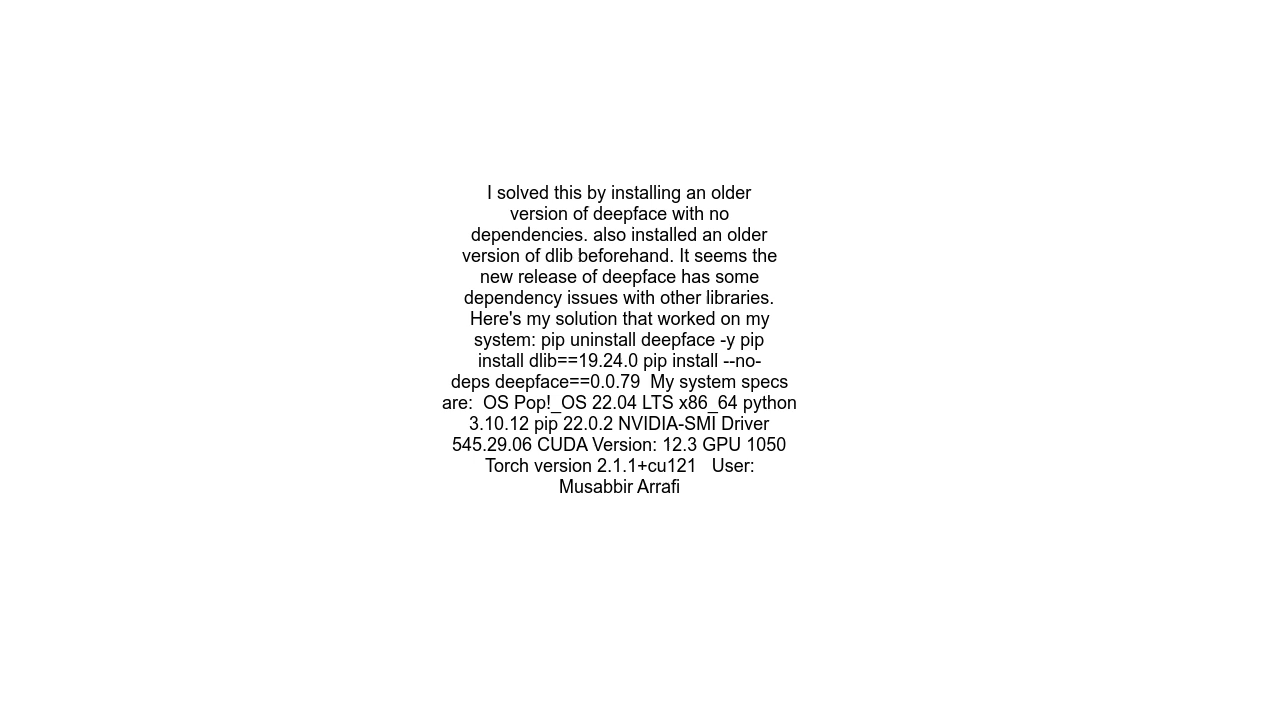 I solved this by installing an older
version of deepface with no
dependencies. also installed an older
version of dlib beforehand. It seems the
new release of deepface has some
dependency issues with other libraries.
Here's my solution that worked on my
system: pip uninstall deepface -y pip
install dlib==19.24.0 pip install --no-
deps deepface==0.0.79  My system specs
are:  OS Pop!_OS 22.04 LTS x86_64 python
3.10.12 pip 22.0.2 NVIDIA-SMI Driver
545.29.06 CUDA Version: 12.3 GPU 1050
Torch version 2.1.1+cu121   User:
Musabbir Arrafi